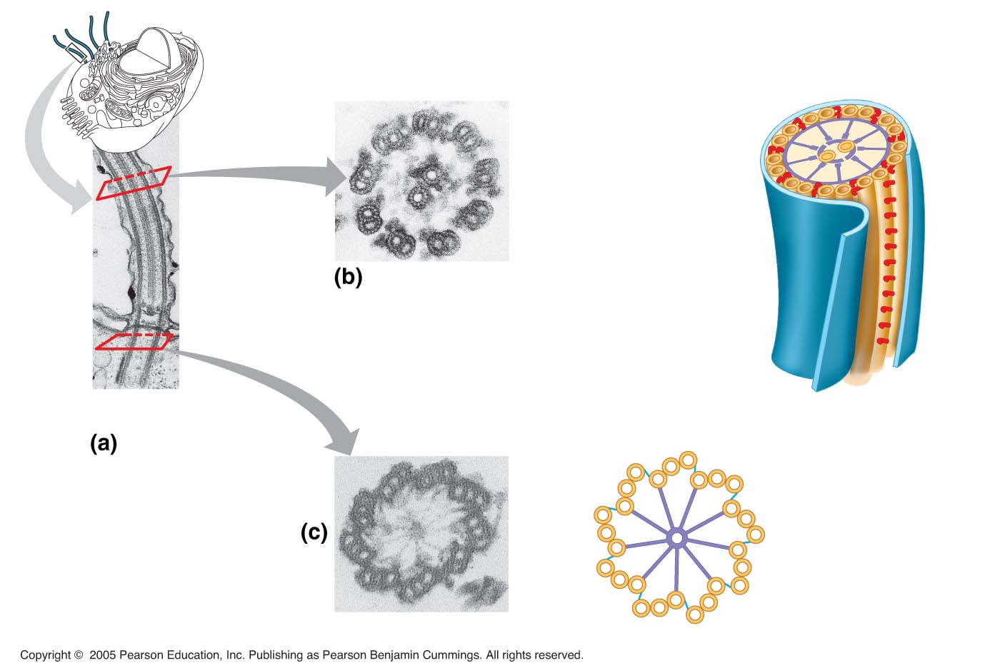 (b)
(a)
(c)
Copyright © 2005 Pearson Education, Inc. Publishing as Pearson Benjamin Cummings. All rights reserved.